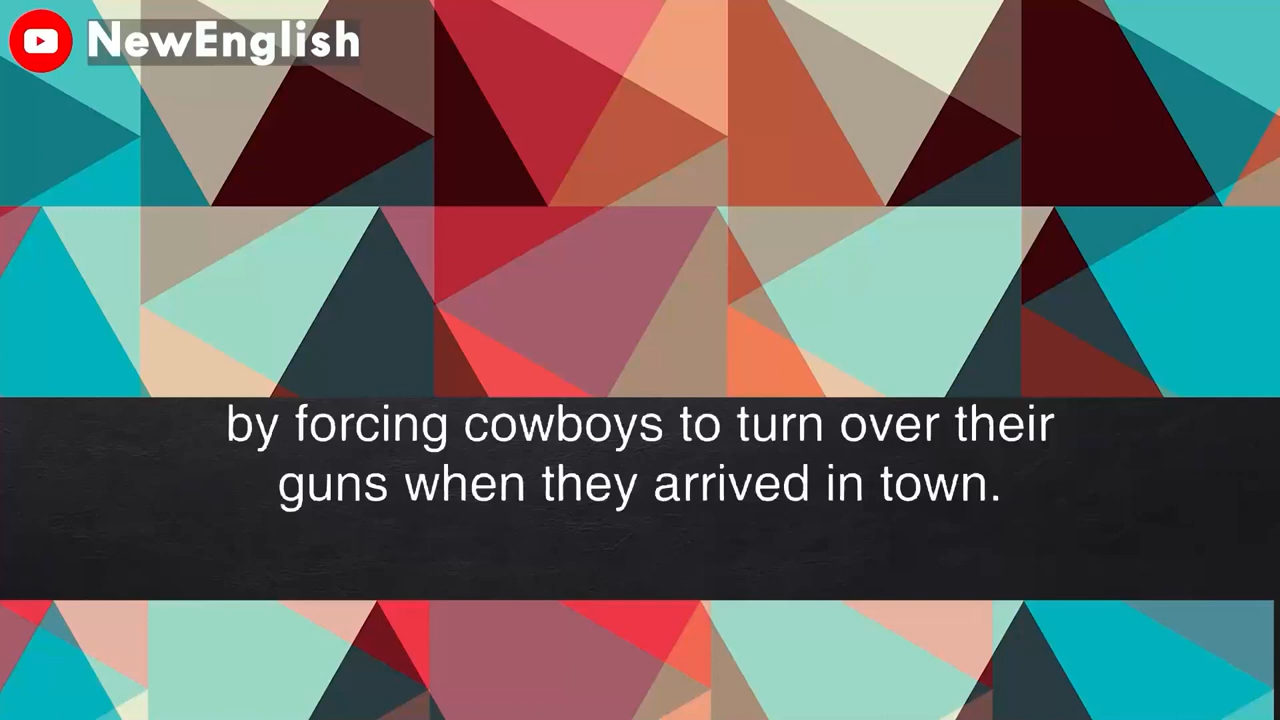 NewEnglish
by forcing cowboys to turn over their
guns when they arrived in town.